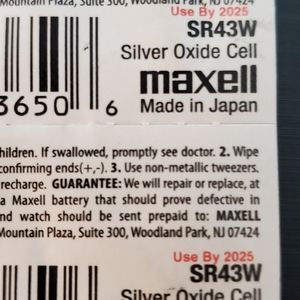 Mountain Plaza, Suite 300, Woodland Park, NJ 07424
Use By 2025
SR43W
Silver Oxide Cell
maxell
3650 6
Made in Japan
children. If swallowed, promptly see doctor. 2. Wipe
confirming ends(+,-). 3. Use non-metallic tweezers.
recharge. GUARANTEE: We will repair or replace, at
a Maxell battery that should prove defective in
and watch should be sent prepaid to: MAXELL
Mountain Plaza, Suite 300, Woodland Park, NJ 07424
Use By 2025
SR43W
Silver Oxide Cell